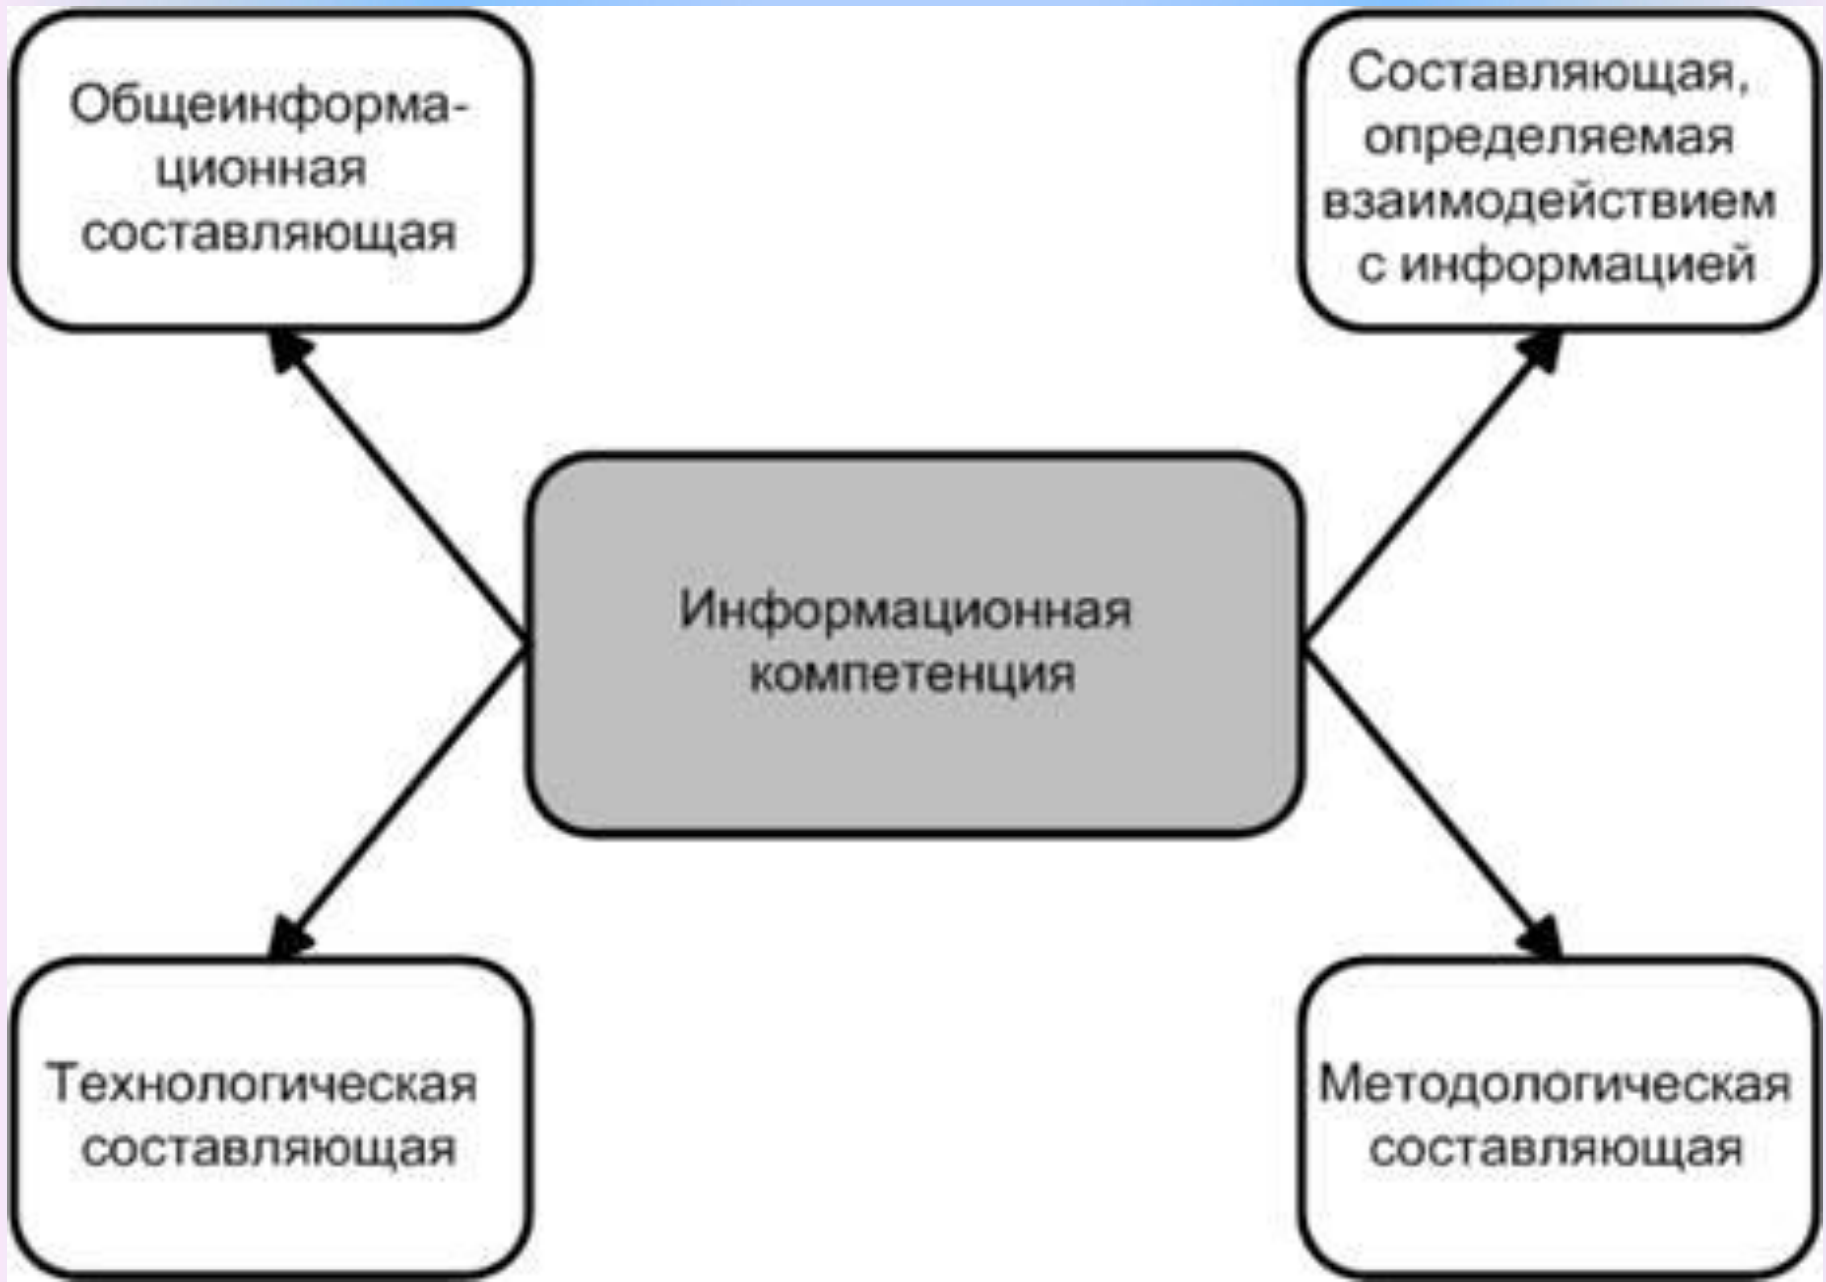 Общеинформа-
ционная
составляющая
Составляющая,
определяемая
взаимодействием
с информацией
Информационная
компетенция
Технологическая
составляющая
Методологическая
составляющая